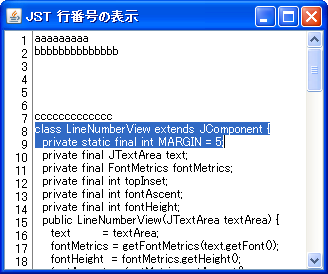 JST 行番号の表示
1 aaaaaaaaa
2 bbbbbbbbbbbbbb
3
4
5
6
7 ccccccccccccc
8 class LineNumberView extends JComponent {
9 private static final int MARGIN = 5;
10 private final JTextArea text;
11 private final FontMetrics fontMetrics;
12 private final int topInset;
13 private final int fontAscent;
14 private final int fontHeight;
15 public LineNumberView(JTextArea textArea) {
16 text = textArea;
17 fontMetrics = getFontMetrics(text.getFont());
18 fontHeight = fontMetrics.getHeight();